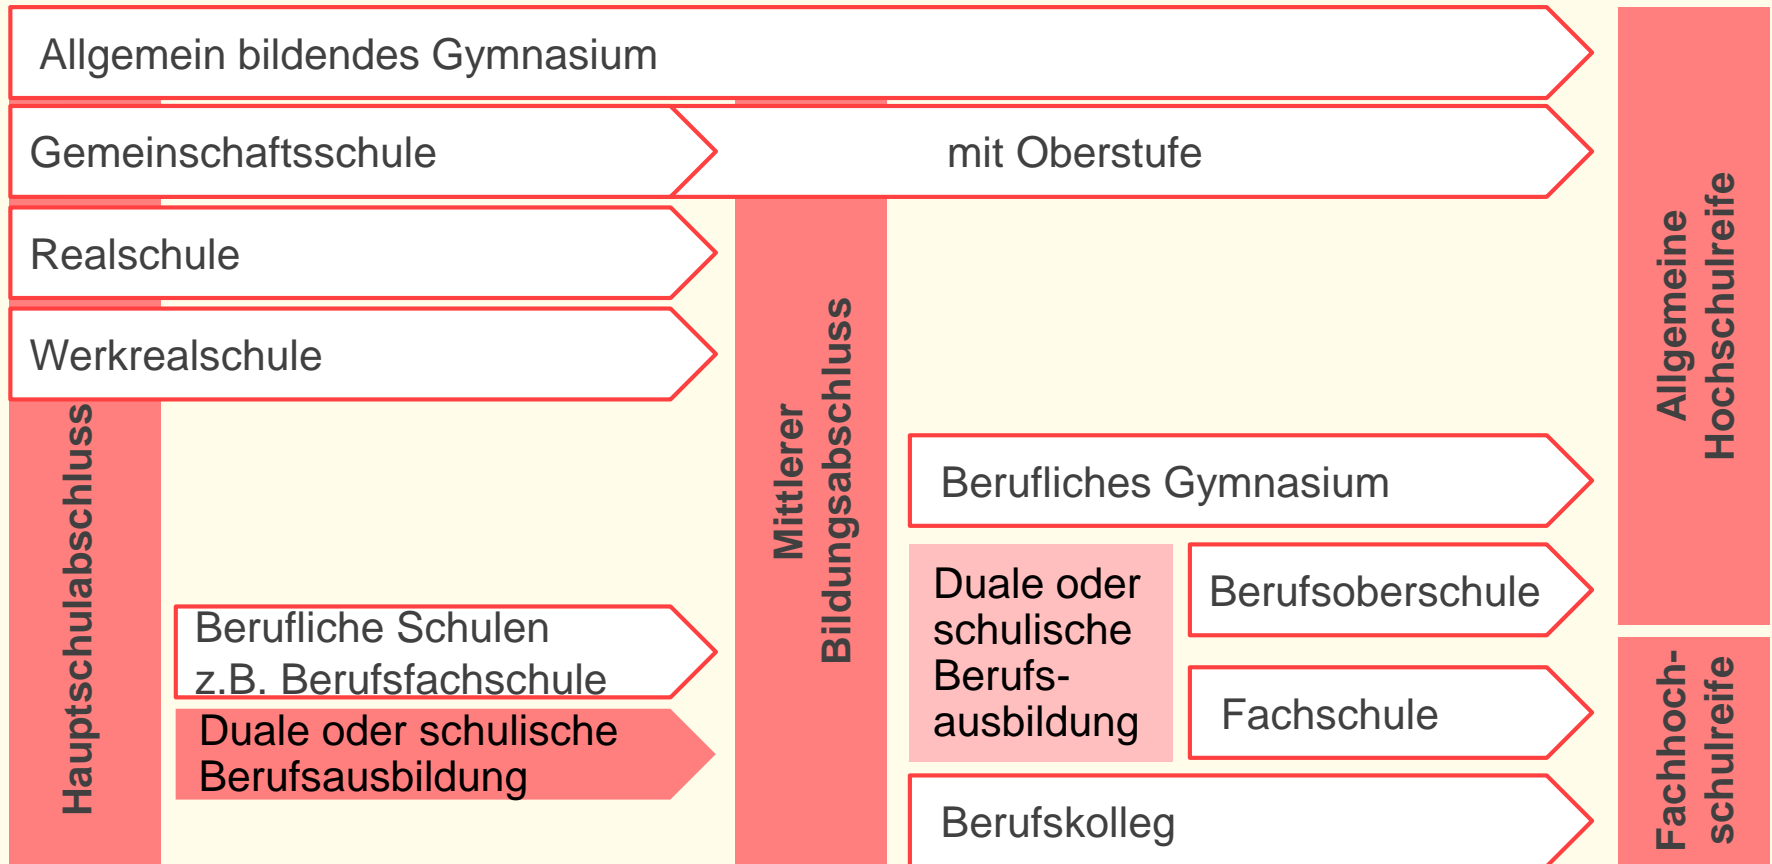 Allgemein bildendes Gymnasium
Gemeinschaftsschule
mit Oberstufe
Realschule
Werkrealschule
Hauptschulabschluss
Berufliche Schulen
z.B. Berufsfachschule
Duale oder schulische
Berufsausbildung
Mittlerer
Bildungsabschluss
Berufliches Gymnasium
Duale oder
schulische
Berufs-
ausbildung
Berufsoberschule
Fachschule
Berufskolleg
Allgemeine
Hochschulreife
Fachhoch-
schulreife